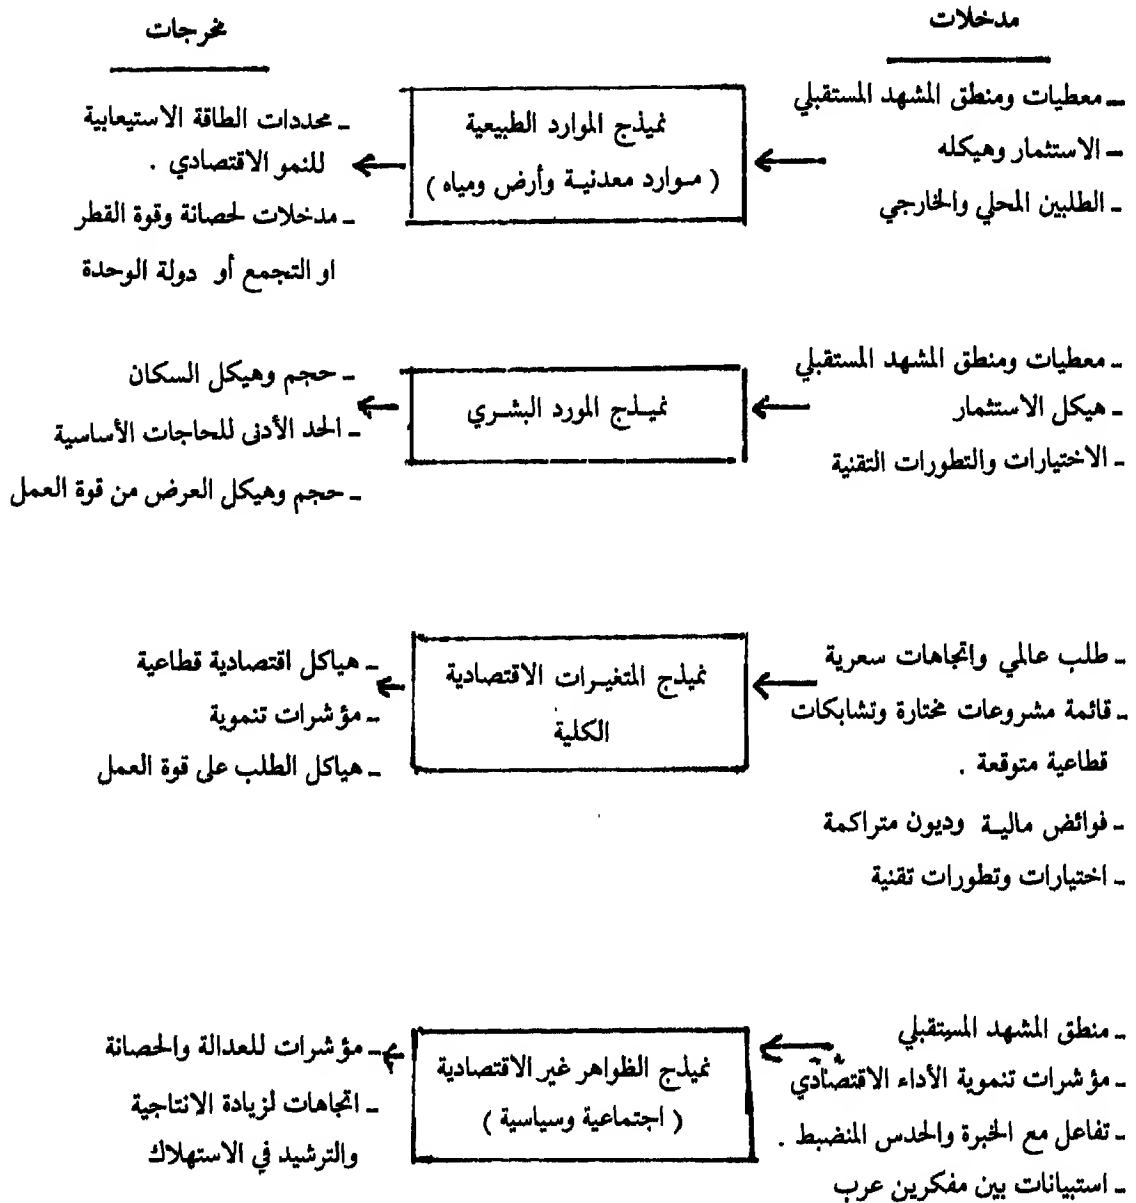 مدخلات
مخرجات
ـ معطيات ومنطق المشهد المستقبلي
ـ الاستثمار وهيكله
ـ الطلبين المحلي والخارجي
نميذج الموارد الطبيعية
( موارد معدنية وأرض ومياه )
ـ محددات الطاقة الاستيعابية
للنمو الاقتصادي .
ـ مدخلات لحصانة وقوة القطر
او التجمع أو دولة الوحدة
ـ معطيات ومنطق المشهد المستقبلي
ـ هيكل الاستثمار
ـ الاختيارات والتطورات التقنية
نميذج المورد البشري
ـ حجم وهيكل السكان
ـ الحد الأدنى للحاجات الأساسية
ـ حجم وهيكل العرض من قوة العمل
ـ طلب عالمي واتجاهات سعرية
ـ قائمة مشروعات مختارة وتشابكات
قطاعية متوقعة .
ـ فوائض مالية وديون متراكمة
ـ اختيارات وتطورات تقنية
نميذج المتغيرات الاقتصادية
الكلية
ـ هياكل اقتصادية قطاعية
ـ مؤشرات تنموية
ـ هياكل الطلب على قوة العمل
ـ منطق المشهد المستقبلي
ـ مؤشرات تنموية الأداء الاقتصادي
ـ تفاعل مع الخبرة والحدس المنضبط .
ـ استبيانات بين مفكرين عرب
نميذج الظواهر غير الاقتصادية
( اجتماعية وسياسية )
ـ مؤشرات للعدالة والحصانة
ـ اتجاهات لزيادة الانتاجية
والترشيد في الاستهلاك